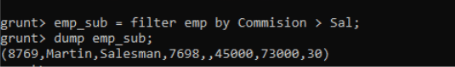 grunt> emp_sub = filter emp by Commision > Sal;
grunt> dump emp_sub;
(8769,Martin,Salesman,7698,,45000,73000,30)